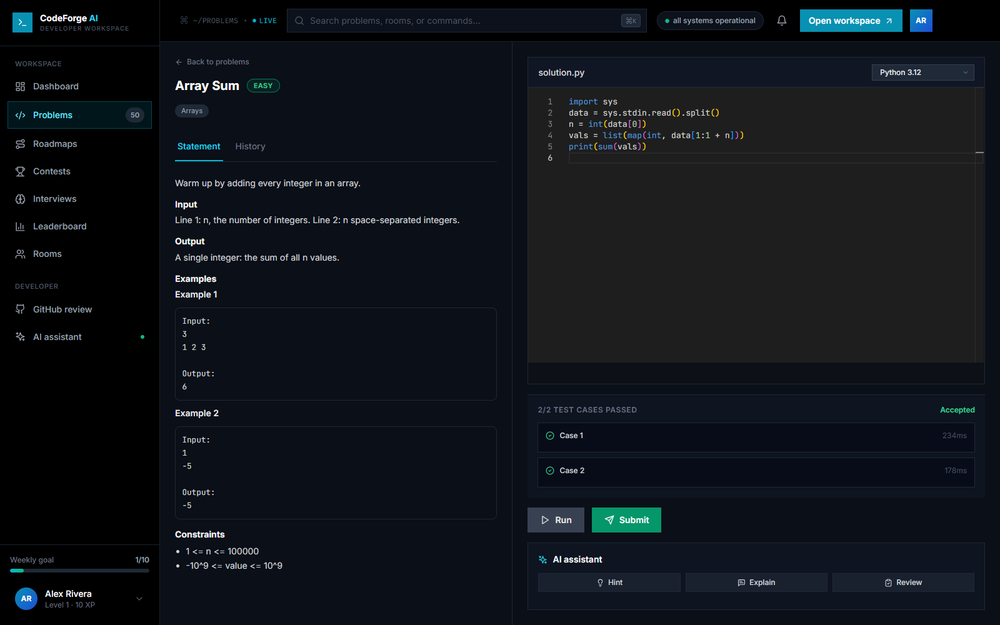 CodeForge AI
DEVELOPER WORKSPACE
⌘ ~/PROBLEMS • LIVE
Search problems, rooms, or commands...
⌘K
all systems operational
Open workspace
AR
WORKSPACE
Dashboard
Problems
50
Roadmaps
Contests
Interviews
Leaderboard
Rooms
DEVELOPER
GitHub review
AI assistant
Weekly goal
1/10
AR
Alex Rivera
Level 1 · 10 XP
Back to problems
Array Sum
EASY
Arrays
Statement
History
Warm up by adding every integer in an array.
Input
Line 1: n, the number of integers. Line 2: n space-separated integers.
Output
A single integer: the sum of all n values.
Examples
Example 1
Input:
3
1 2 3
Output:
6
Example 2
Input:
1
-5
Output:
-5
Constraints
• 1 <= n <= 100000
• -10^9 <= value <= 10^9
solution.py
Python 3.12
1 import sys
2 data = sys.stdin.read().split()
3 n = int(data[0])
4 vals = list(map(int, data[1:1 + n]))
5 print(sum(vals))
6
2/2 TEST CASES PASSED
Accepted
Case 1
234ms
Case 2
178ms
Run
Submit
AI assistant
Hint
Explain
Review